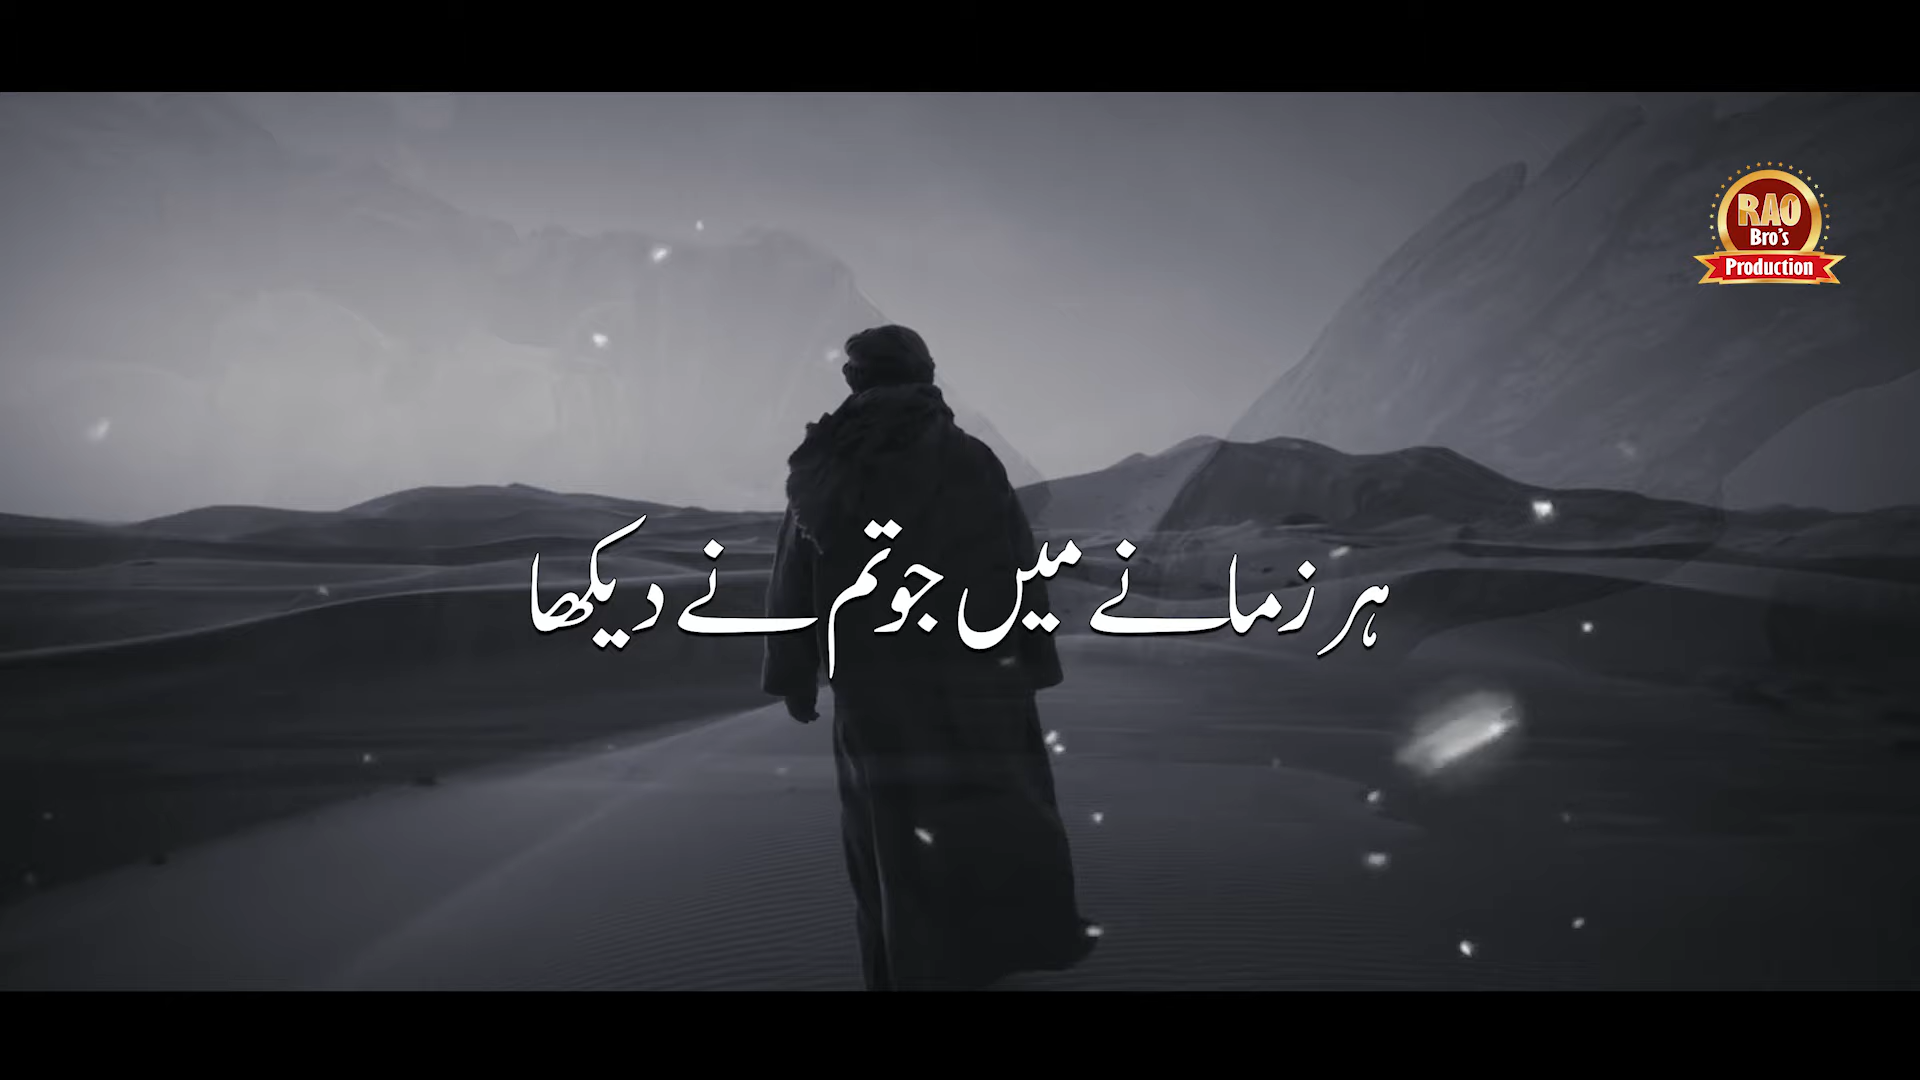 RAO
Bro's
Production
ہر زمانے میں جو تم نے دیکھا